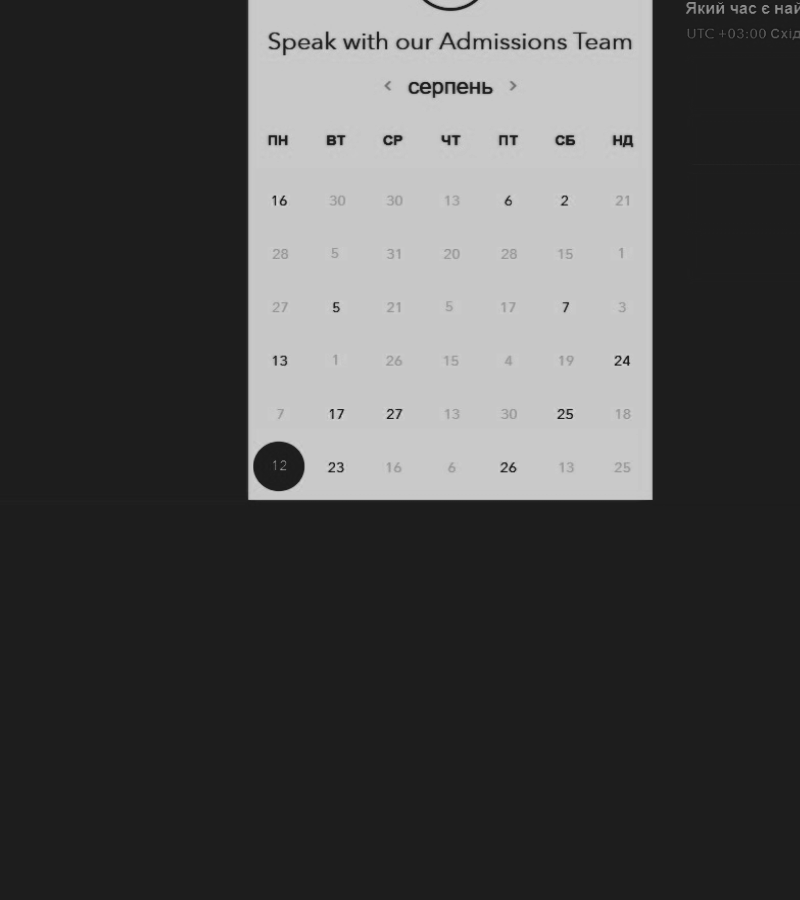 Який час є най
UTC +03:00 Схід
Speak with our Admissions Team
‹ серпень ›
ПН ВТ СР ЧТ ПТ СБ НД
16 30 30 13 6 2 21
28 5 31 20 28 15 1
27 5 21 5 17 7 3
13 1 26 15 4 19 24
7 17 27 13 30 25 18
12 23 16 6 26 13 25